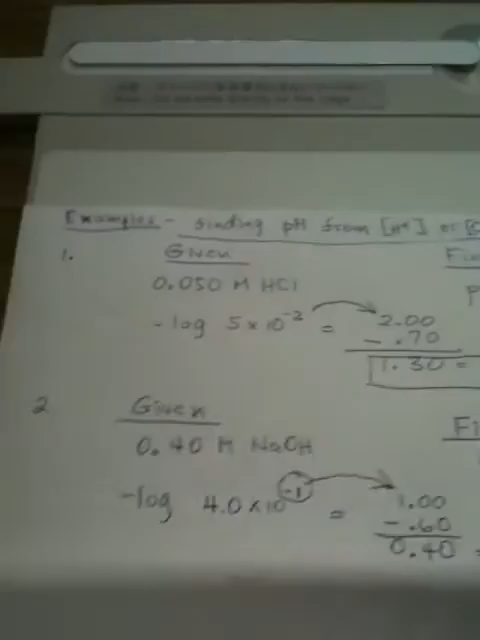 Examples - finding pH from [H+] or [O
1. Given
0.050 M HCl
- log 5 x 10⁻² = 2.00
- .70
1.30 =
2 Given
0.40 M NaOH
-log 4.0 x 10⁻¹ = 1.00
- .60
0.40